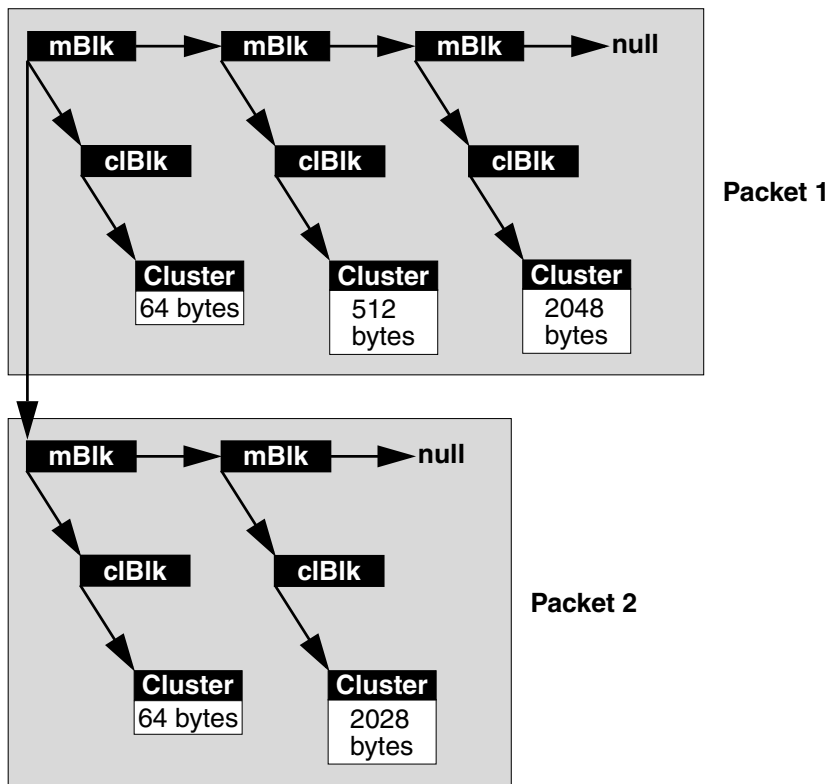 mBlk mBlk mBlk null
clBlk clBlk clBlk
Packet 1
Cluster Cluster Cluster
64 bytes 512 2048
bytes bytes
mBlk mBlk null
clBlk clBlk
Packet 2
Cluster Cluster
64 bytes 2028
bytes